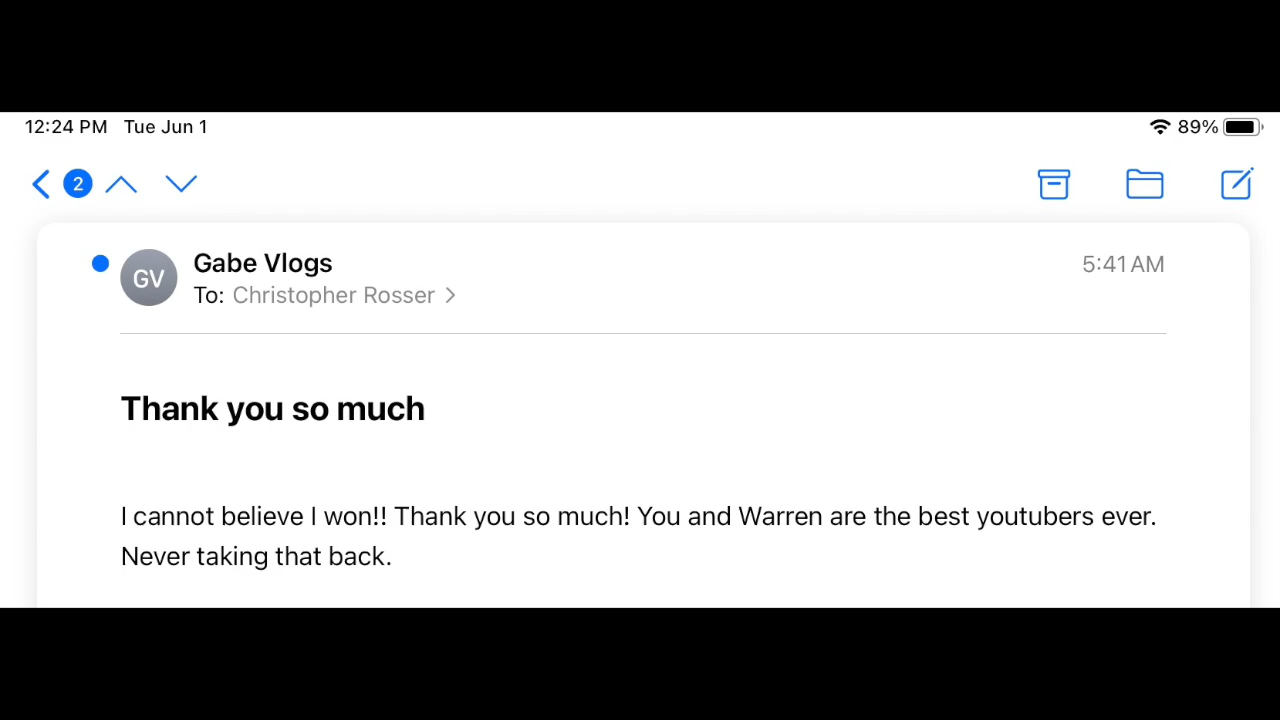 12:24 PM Tue Jun 1 89%
2
Gabe Vlogs 5:41 AM
GV
To: Christopher Rosser
Thank you so much
I cannot believe I won!! Thank you so much! You and Warren are the best youtubers ever.
Never taking that back.